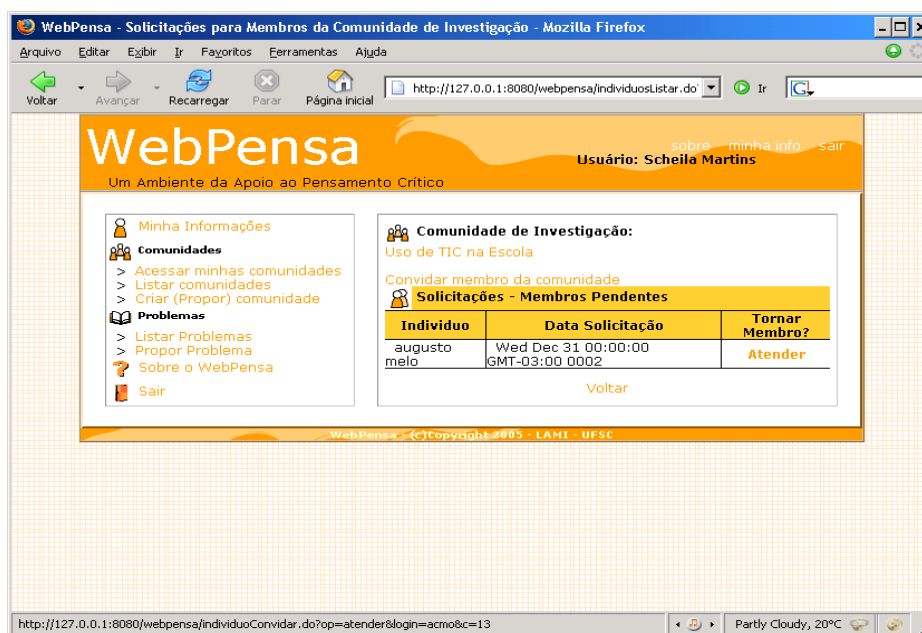 WebPensa - Solicitações para Membros da Comunidade de Investigação - Mozilla Firefox
Arquivo Editar Exibir Ir Favoritos Ferramentas Ajuda
Voltar Avançar Recarregar Parar Página inicial http://127.0.0.1:8080/webpensa/individuosListar.do Ir G
WebPensa
sobre minha info sair
Usuário: Scheila Martins
Um Ambiente da Apoio ao Pensamento Crítico
Minha Informações
Comunidades
> Acessar minhas comunidades
> Listar comunidades
> Criar (Propor) comunidade
Problemas
> Listar Problemas
> Propor Problema
Sobre o WebPensa
Sair
Comunidade de Investigação:
Uso de TIC na Escola
Convidar membro da comunidade
Solicitações - Membros Pendentes
Individuo Data Solicitação Tornar Membro?
augusto melo Wed Dec 31 00:00:00 GMT-03:00 0002 Atender
Voltar
WebPensa - (c)Copyright 2005 - LAMI - UFSC
http://127.0.0.1:8080/webpensa/individuoConvidar.do?op=atender&login=acmo&c=13 Partly Cloudy, 20°C